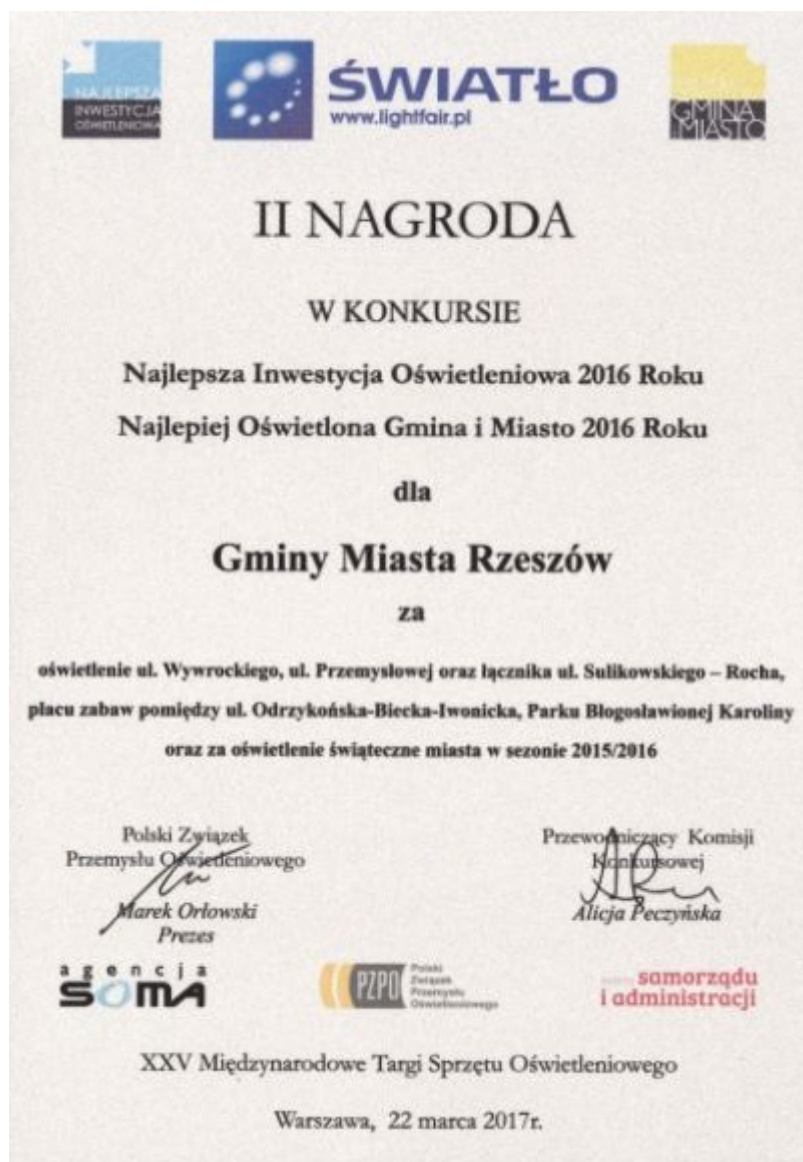 NAJLEPSZA
INWESTYCJA
OŚWIETLENIOWA
ŚWIATŁO
www.lightfair.pl
GMINA
MIASTO
II NAGRODA
W KONKURSIE
Najlepsza Inwestycja Oświetleniowa 2016 Roku
Najlepiej Oświetlona Gmina i Miasto 2016 Roku
dla
Gminy Miasta Rzeszów
za
oświetlenie ul. Wywrockiego, ul. Przemysłowej oraz łącznika ul. Sulikowskiego – Rocha,
placu zabaw pomiędzy ul. Odrzykońska-Biecka-Iwonicka, Parku Błogosławionej Karoliny
oraz za oświetlenie świąteczne miasta w sezonie 2015/2016
Polski Związek
Przemysłu Oświetleniowego
Marek Orłowski
Prezes
Przewodniczący Komisji
Konkursowej
Alicja Peczyńska
agencja
SOMA
PZPO
Polski
Związek
Przemysłu
Oświetleniowego
samorządu
i administracji
XXV Międzynarodowe Targi Sprzętu Oświetleniowego
Warszawa, 22 marca 2017r.